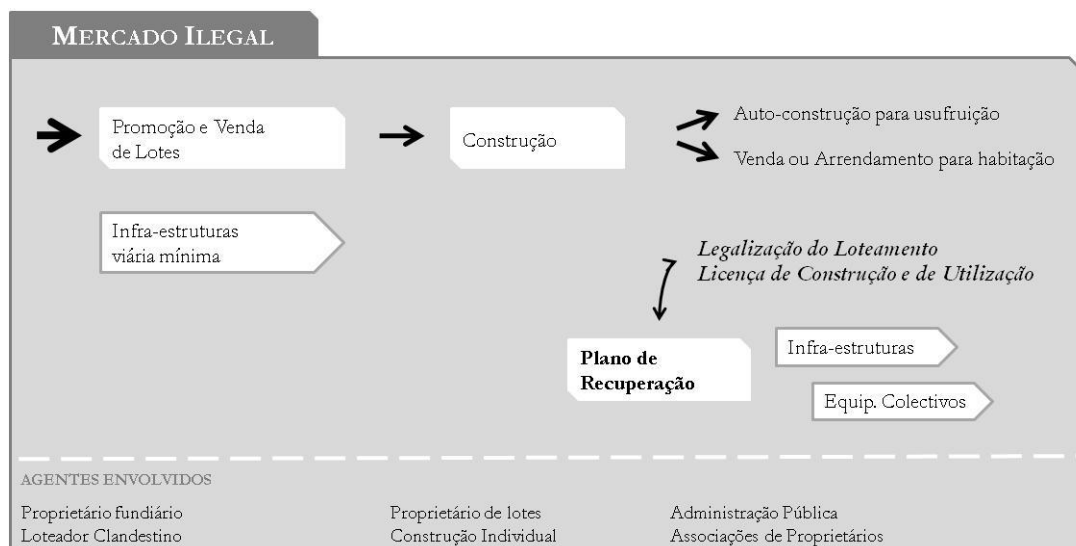 MERCADO ILEGAL
Promoção e Venda
de Lotes
Construção
Auto-construção para usufruição
Venda ou Arrendamento para habitação
Infra-estruturas
viária mínima
Legalização do Loteamento
Licença de Construção e de Utilização
Plano de
Recuperação
Infra-estruturas
Equip. Colectivos
AGENTES ENVOLVIDOS
Proprietário fundiário
Loteador Clandestino
Proprietário de lotes
Construção Individual
Administração Pública
Associações de Proprietários